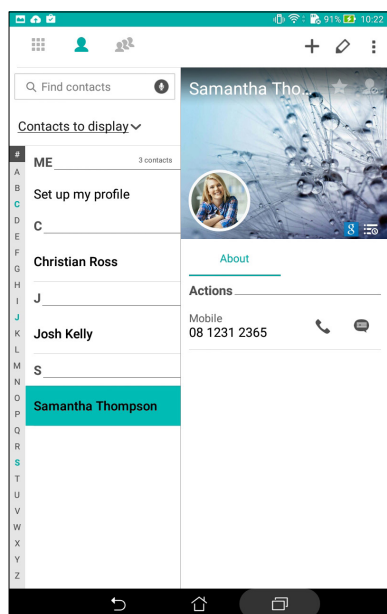 91% 10:22
Find contacts
Contacts to display
#
A
B
C
D
E
F
G
H
I
J
K
L
M
N
O
P
Q
R
S
T
U
V
W
X
Y
Z
ME 3 contacts
Set up my profile
C
Christian Ross
J
Josh Kelly
S
Samantha Thompson
Samantha Tho...
8
About
Actions
Mobile
08 1231 2365